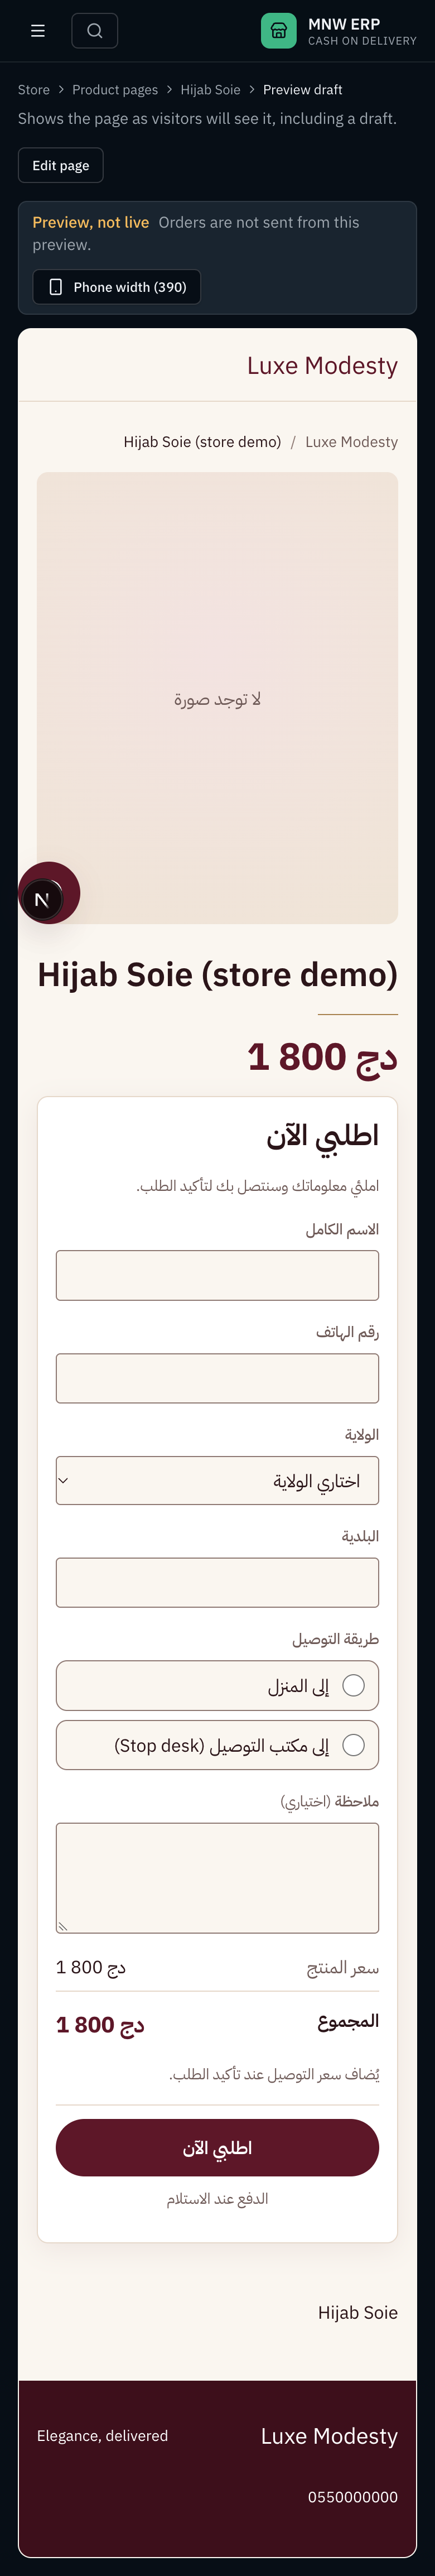 MNW ERP
CASH ON DELIVERY
Store > Product pages > Hijab Soie > Preview draft
Shows the page as visitors will see it, including a draft.
Edit page
Preview, not live Orders are not sent from this
preview.
Phone width (390)
Luxe Modesty
Luxe Modesty / Hijab Soie (store demo)
لا توجد صورة
N
Hijab Soie (store demo)
1 800 دج
اطلبي الآن
املئي معلوماتك وسنتصل بك لتأكيد الطلب.
الاسم الكامل
رقم الهاتف
الولاية
اختاري الولاية
البلدية
طريقة التوصيل
إلى المنزل
إلى مكتب التوصيل (Stop desk)
ملاحظة (اختياري)
سعر المنتج 1 800 دج
المجموع 1 800 دج
يُضاف سعر التوصيل عند تأكيد الطلب.
اطلبي الآن
الدفع عند الاستلام
Hijab Soie
Luxe Modesty
Elegance, delivered
0550000000